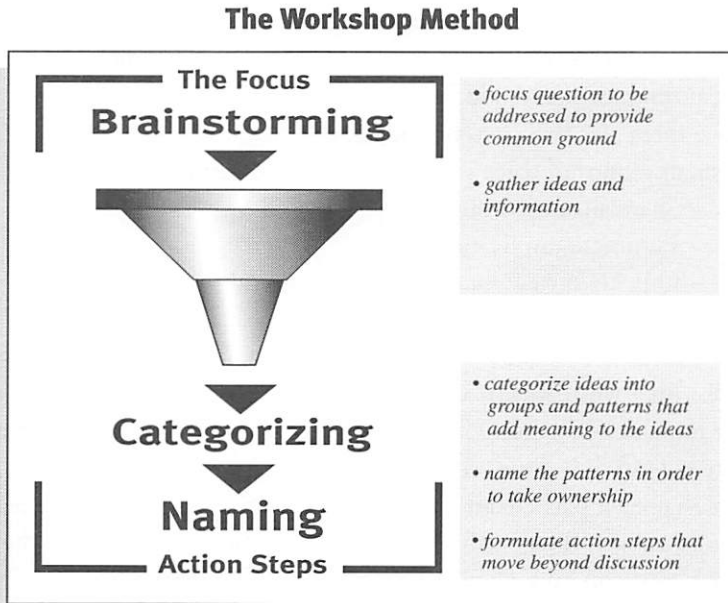 The Workshop Method
The Focus
Brainstorming
• focus question to be
addressed to provide
common ground
• gather ideas and
information
Categorizing
Naming
Action Steps
• categorize ideas into
groups and patterns that
add meaning to the ideas
• name the patterns in order
to take ownership
• formulate action steps that
move beyond discussion